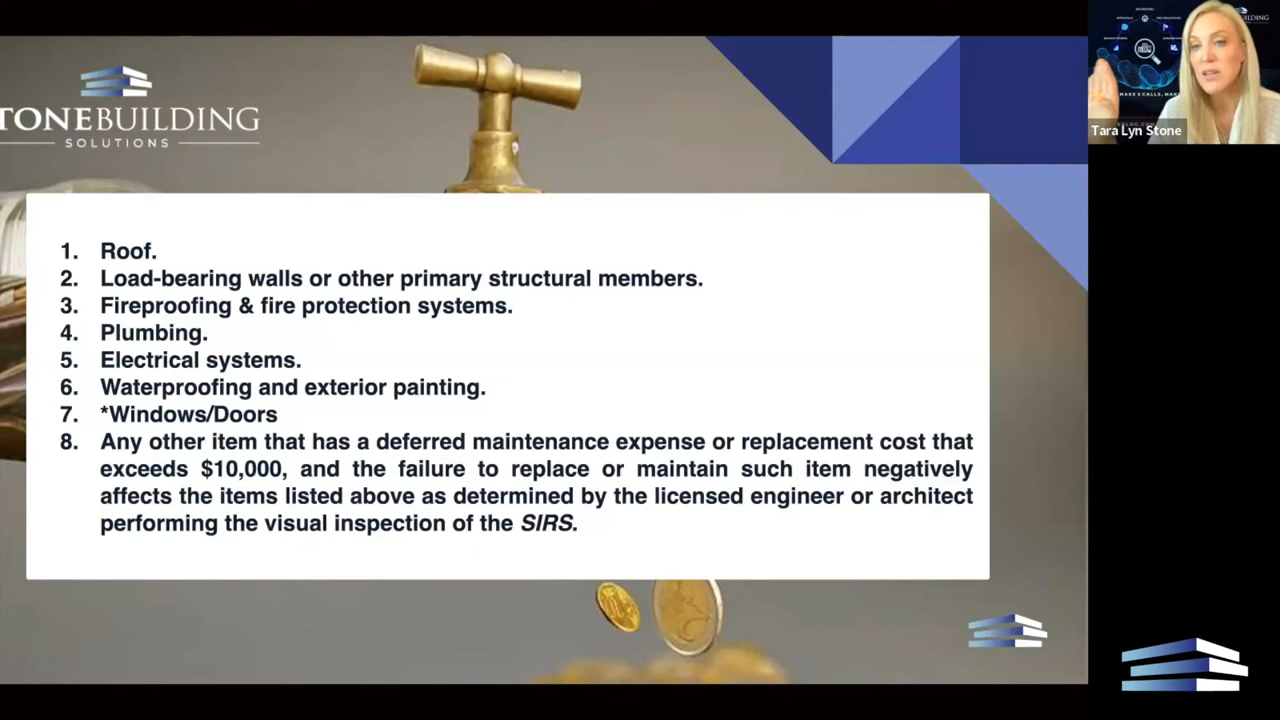 TONEBUILDING
SOLUTIONS
1. Roof.
2. Load-bearing walls or other primary structural members.
3. Fireproofing & fire protection systems.
4. Plumbing.
5. Electrical systems.
6. Waterproofing and exterior painting.
7. *Windows/Doors
8. Any other item that has a deferred maintenance expense or replacement cost that
exceeds $10,000, and the failure to replace or maintain such item negatively
affects the items listed above as determined by the licensed engineer or architect
performing the visual inspection of the SIRS.
Tara Lyn Stone